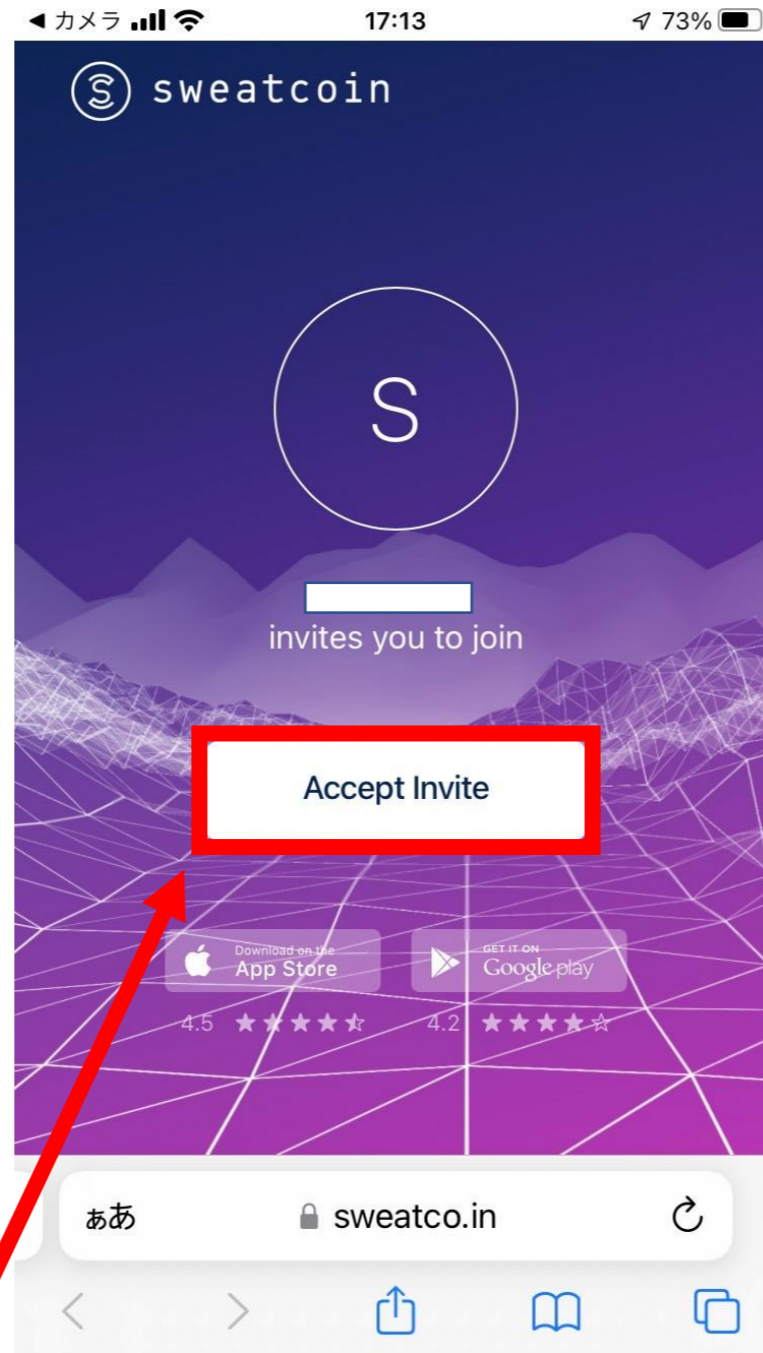 ◀ カメラ 17:13 73%
sweatcoin
S
invites you to join
Accept Invite
Download on the
App Store
GET IT ON
Google play
4.5 4.2
ぁあ sweatco.in